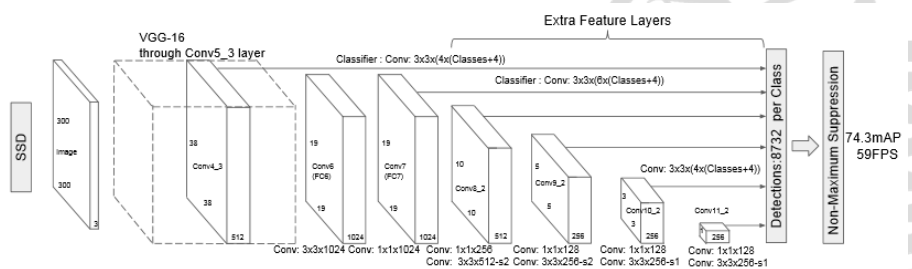 Extra Feature Layers
VGG-16
through Conv5_3 layer
Classifier : Conv: 3x3x(4x(Classes+4))
Classifier : Conv: 3x3x(6x(Classes+4))
SSD
300
Image
300
3
38
Conv4_3
38
512
19
Conv6
(FC6)
19
1024
19
Conv7
(FC7)
19
1024
10
Conv8_2
10
512
5
Conv9_2
5
256
Conv: 3x3x(4x(Classes+4))
3
Conv10_2
3
256
Conv11_2
1
256
Detections:8732 per Class
Non-Maximum Suppression
74.3mAP
59FPS
Conv: 3x3x1024
Conv: 1x1x1024
Conv: 1x1x256
Conv: 3x3x512-s2
Conv: 1x1x128
Conv: 3x3x256-s2
Conv: 1x1x128
Conv: 3x3x256-s1
Conv: 1x1x128
Conv: 3x3x256-s1